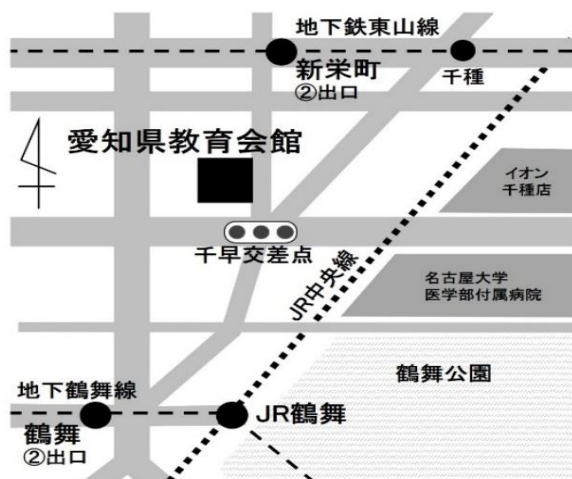 地下鉄東山線
新栄町
②出口
千種
愛知県教育会館
イオン
千種店
千早交差点
JR中央線
名古屋大学
医学部付属病院
地下鶴舞線
鶴舞
②出口
JR鶴舞
鶴舞公園